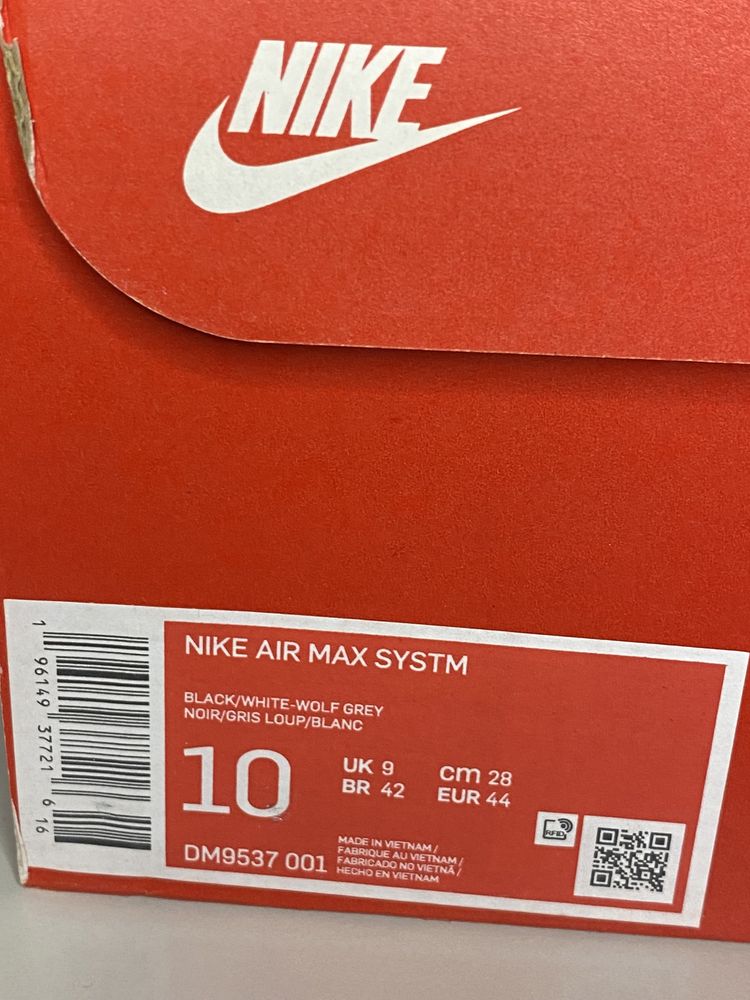 NIKE
NIKE AIR MAX SYSTM
BLACK/WHITE-WOLF GREY
NOIR/GRIS LOUP/BLANC
10
UK 9
BR 42
cm 28
EUR 44
DM9537 001
MADE IN VIETNAM /
FABRIQUE AU VIETNAM /
FABRICADO NO VIETNÃ /
HECHO EN VIETNAM
RFID
1 96149 37721 6 16